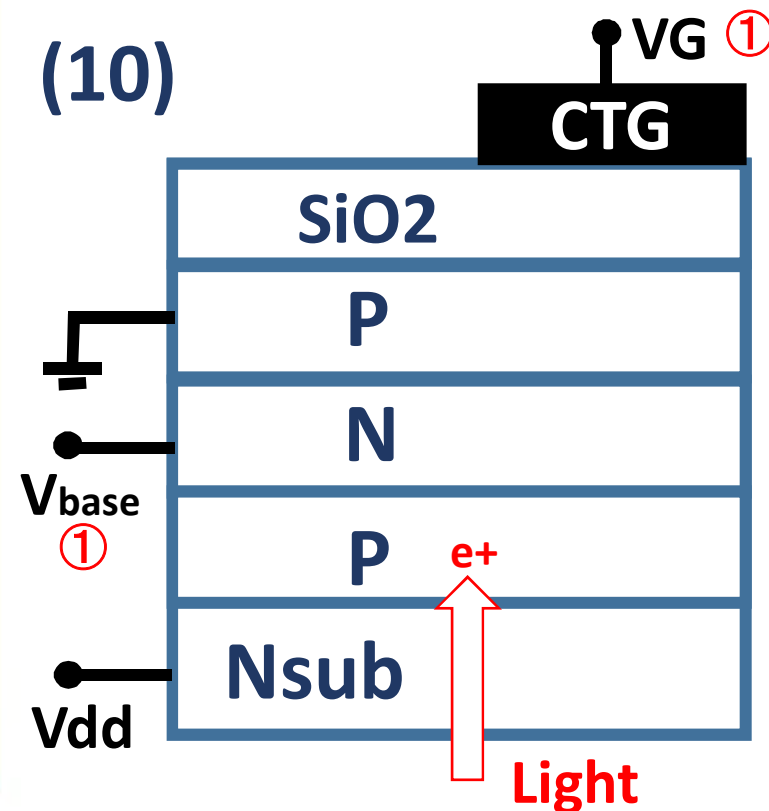 (10)
VG ①
CTG
SiO2
P
N
Vbase
①
P
e+
Nsub
Vdd
Light